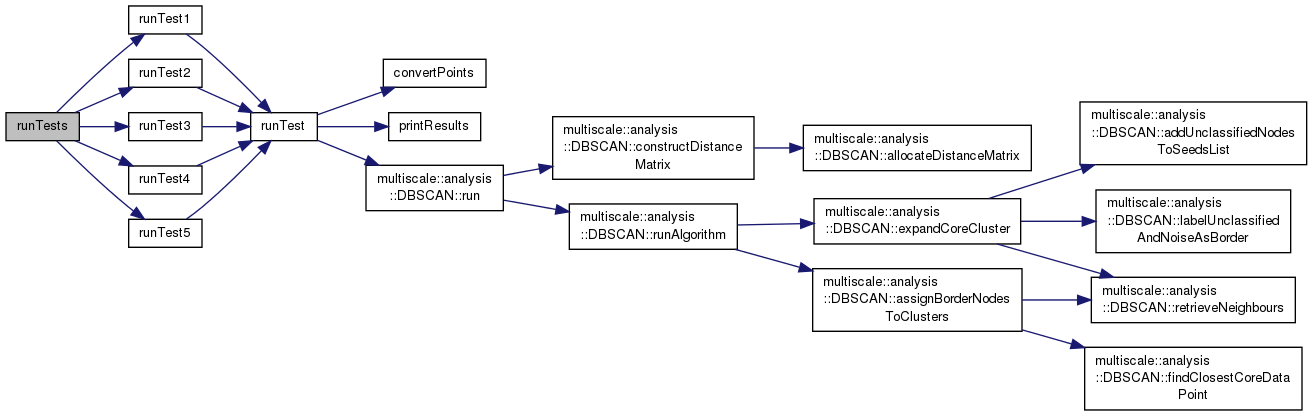 runTests
runTest1
runTest2
runTest3
runTest4
runTest5
runTest
convertPoints
printResults
multiscale::analysis
::DBSCAN::run
multiscale::analysis
::DBSCAN::constructDistance
Matrix
multiscale::analysis
::DBSCAN::runAlgorithm
multiscale::analysis
::DBSCAN::allocateDistanceMatrix
multiscale::analysis
::DBSCAN::expandCoreCluster
multiscale::analysis
::DBSCAN::assignBorderNodes
ToClusters
multiscale::analysis
::DBSCAN::addUnclassifiedNodes
ToSeedsList
multiscale::analysis
::DBSCAN::labelUnclassified
AndNoiseAsBorder
multiscale::analysis
::DBSCAN::retrieveNeighbours
multiscale::analysis
::DBSCAN::findClosestCoreData
Point